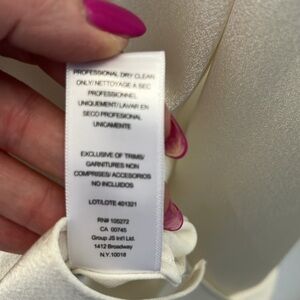 PROFESSIONAL DRY CLEAN
ONLY/NETTOYAGE A SEC
PROFESSIONNEL
UNIQUEMENT/LAVAR EN
SECO PROFESIONAL
UNICAMENTE
EXCLUSIVE OF TRIMS/
GARNITURES NON
COMPRISES/ACCESORIOS
NO INCLUIDOS
LOT/LOTE 401321
RN# 105272
CA 00745
Group JS Int'l Ltd.
1412 Broadway
N.Y.10018